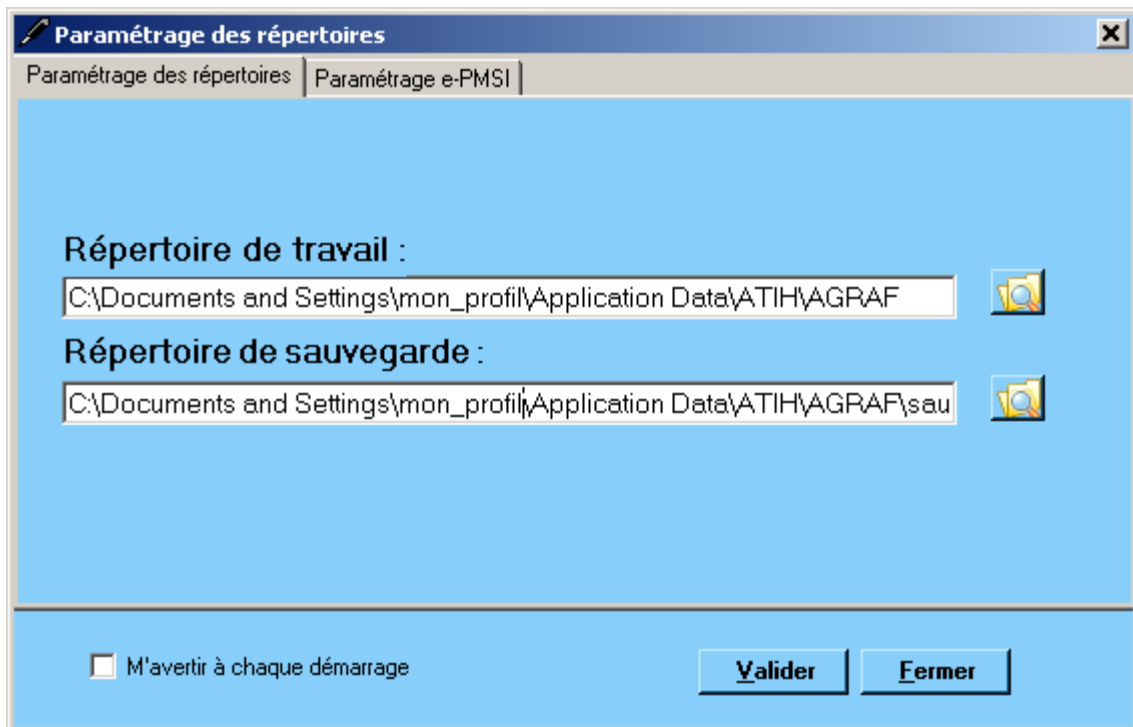 Paramétrage des répertoires
Paramétrage des répertoires Paramétrage e-PMSI
Répertoire de travail :
C:\Documents and Settings\mon_profil\Application Data\ATIH\AGRAF
Répertoire de sauvegarde :
C:\Documents and Settings\mon_profil\Application Data\ATIH\AGRAF\sau
M'avertir à chaque démarrage
Valider Fermer